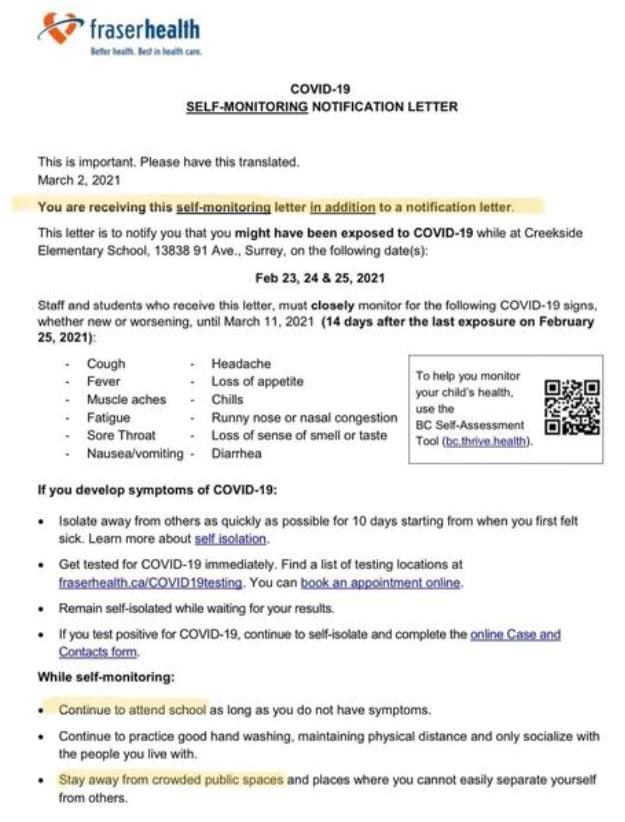 fraserhealth
Better health. Best in health care.
COVID-19
SELF-MONITORING NOTIFICATION LETTER
This is important. Please have this translated.
March 2, 2021
You are receiving this self-monitoring letter in addition to a notification letter.
This letter is to notify you that you might have been exposed to COVID-19 while at Creekside
Elementary School, 13838 91 Ave., Surrey, on the following date(s):
Feb 23, 24 & 25, 2021
Staff and students who receive this letter, must closely monitor for the following COVID-19 signs,
whether new or worsening, until March 11, 2021 (14 days after the last exposure on February
25, 2021):
- Cough
- Fever
- Muscle aches
- Fatigue
- Sore Throat
- Nausea/vomiting
- Headache
- Loss of appetite
- Chills
- Runny nose or nasal congestion
- Loss of sense of smell or taste
- Diarrhea
To help you monitor
your child's health,
use the
BC Self-Assessment
Tool (bc.thrive.health).
If you develop symptoms of COVID-19:
• Isolate away from others as quickly as possible for 10 days starting from when you first felt
sick. Learn more about self isolation.
• Get tested for COVID-19 immediately. Find a list of testing locations at
fraserhealth.ca/COVID19testing. You can book an appointment online.
• Remain self-isolated while waiting for your results.
• If you test positive for COVID-19, continue to self-isolate and complete the online Case and
Contacts form.
While self-monitoring:
• Continue to attend school as long as you do not have symptoms.
• Continue to practice good hand washing, maintaining physical distance and only socialize with
the people you live with.
• Stay away from crowded public spaces and places where you cannot easily separate yourself
from others.